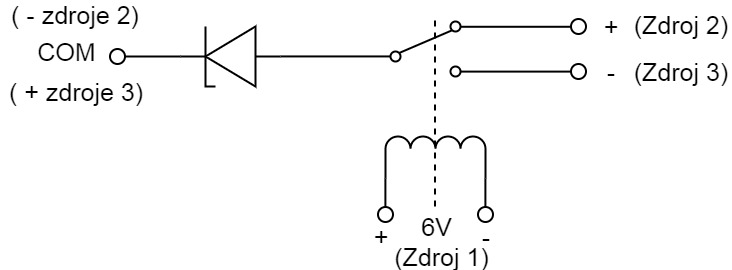 ( - zdroje 2)
COM
( + zdroje 3)
+ (Zdroj 2)
- (Zdroj 3)
+ 6V -
(Zdroj 1)